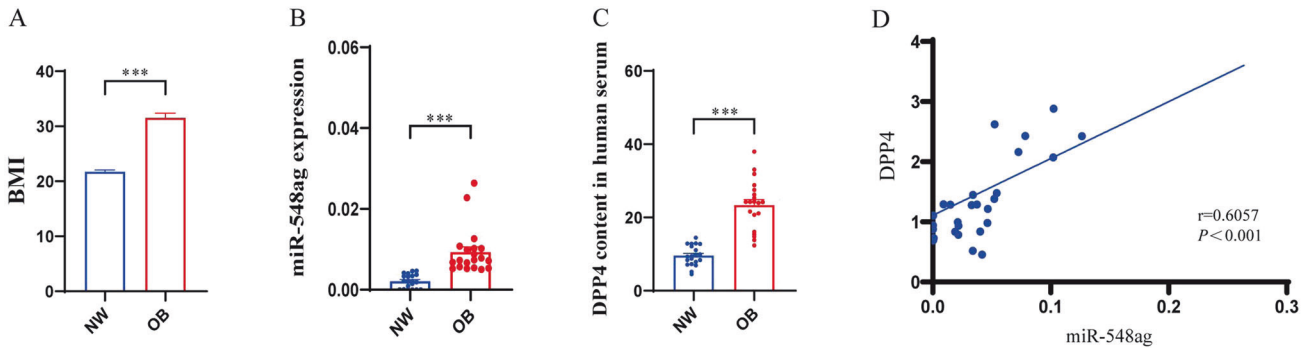 A
BMI
40
30
20
10
0
***
NW
OB
B
miR-548ag expression
0.06
0.04
0.02
0.00
***
NW
OB
C
DPP4 content in human serum
60
40
20
0
***
NW
OB
D
DPP4
4
3
2
1
0
r=0.6057
P<0.001
0.0 0.1 0.2 0.3
miR-548ag